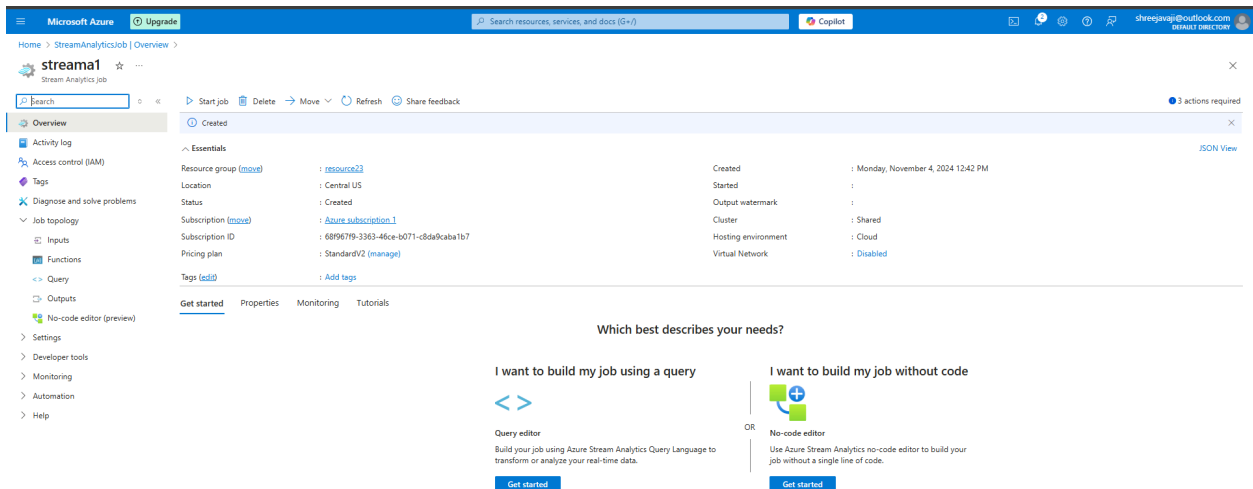 Microsoft Azure
Upgrade
Search resources, services, and docs (G+/)
Copilot
2
shreejavaji@outlook.com
DEFAULT DIRECTORY
Home > StreamAnalyticsJob | Overview >
streama1
Stream Analytics job
Search
Start job
Delete
Move
Refresh
Share feedback
3 actions required
Overview
Activity log
Access control (IAM)
Tags
Diagnose and solve problems
Job topology
Inputs
Functions
Query
Outputs
No-code editor (preview)
Settings
Developer tools
Monitoring
Automation
Help
Created
Essentials
JSON View
Resource group (move) : resource23
Location : Central US
Status : Created
Subscription (move) : Azure subscription 1
Subscription ID : 68f967f9-3363-46ce-b071-c8da9caba1b7
Pricing plan : StandardV2 (manage)
Tags (edit) : Add tags
Created : Monday, November 4, 2024 12:42 PM
Started :
Output watermark :
Cluster : Shared
Hosting environment : Cloud
Virtual Network : Disabled
Get started Properties Monitoring Tutorials
Which best describes your needs?
I want to build my job using a query
Query editor
Build your job using Azure Stream Analytics Query Language to
transform or analyze your real-time data.
Get started
OR
I want to build my job without code
No-code editor
Use Azure Stream Analytics no-code editor to build your
job without a single line of code.
Get started